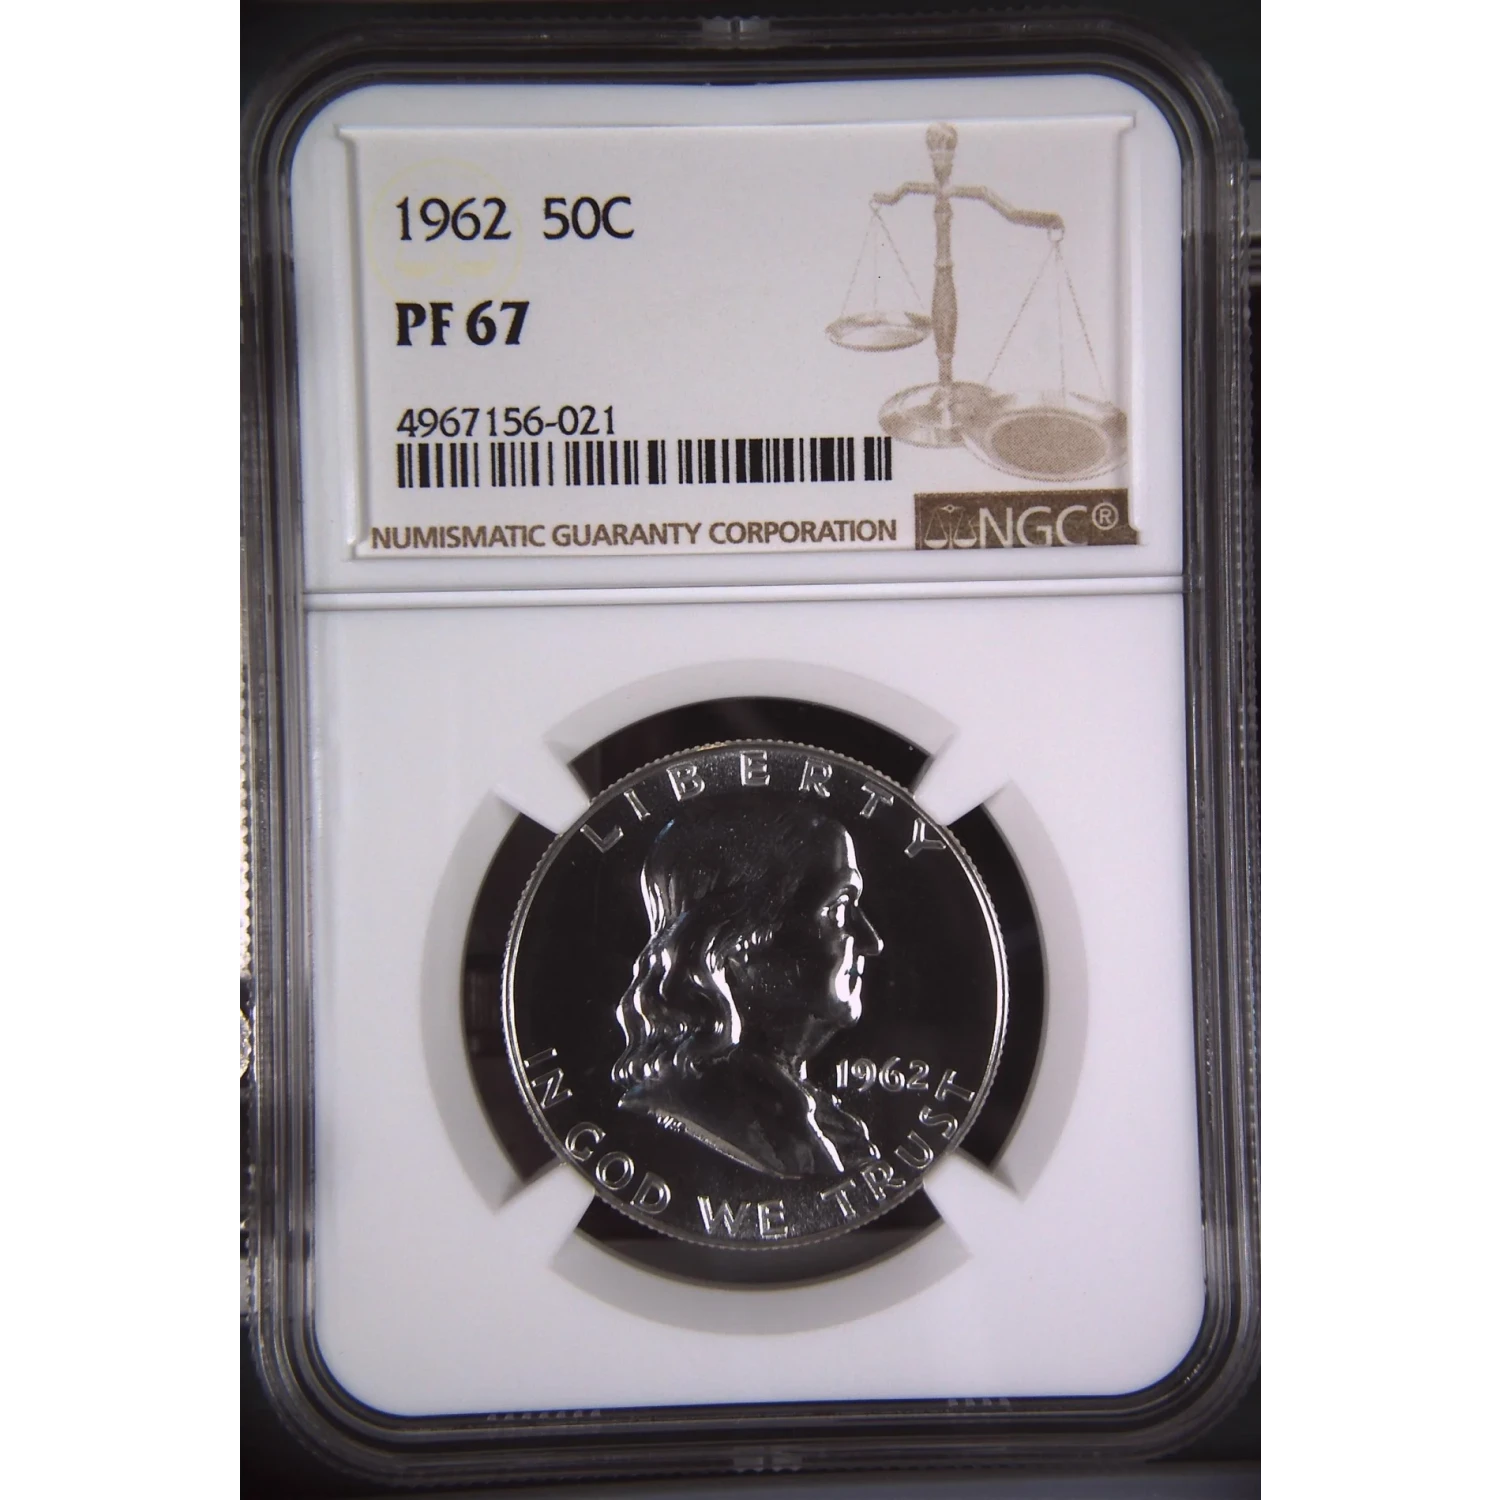 1962 50C
PF 67
4967156-021
NUMISMATIC GUARANTY CORPORATION NGC®
LIBERTY
1962
IN GOD WE TRUST